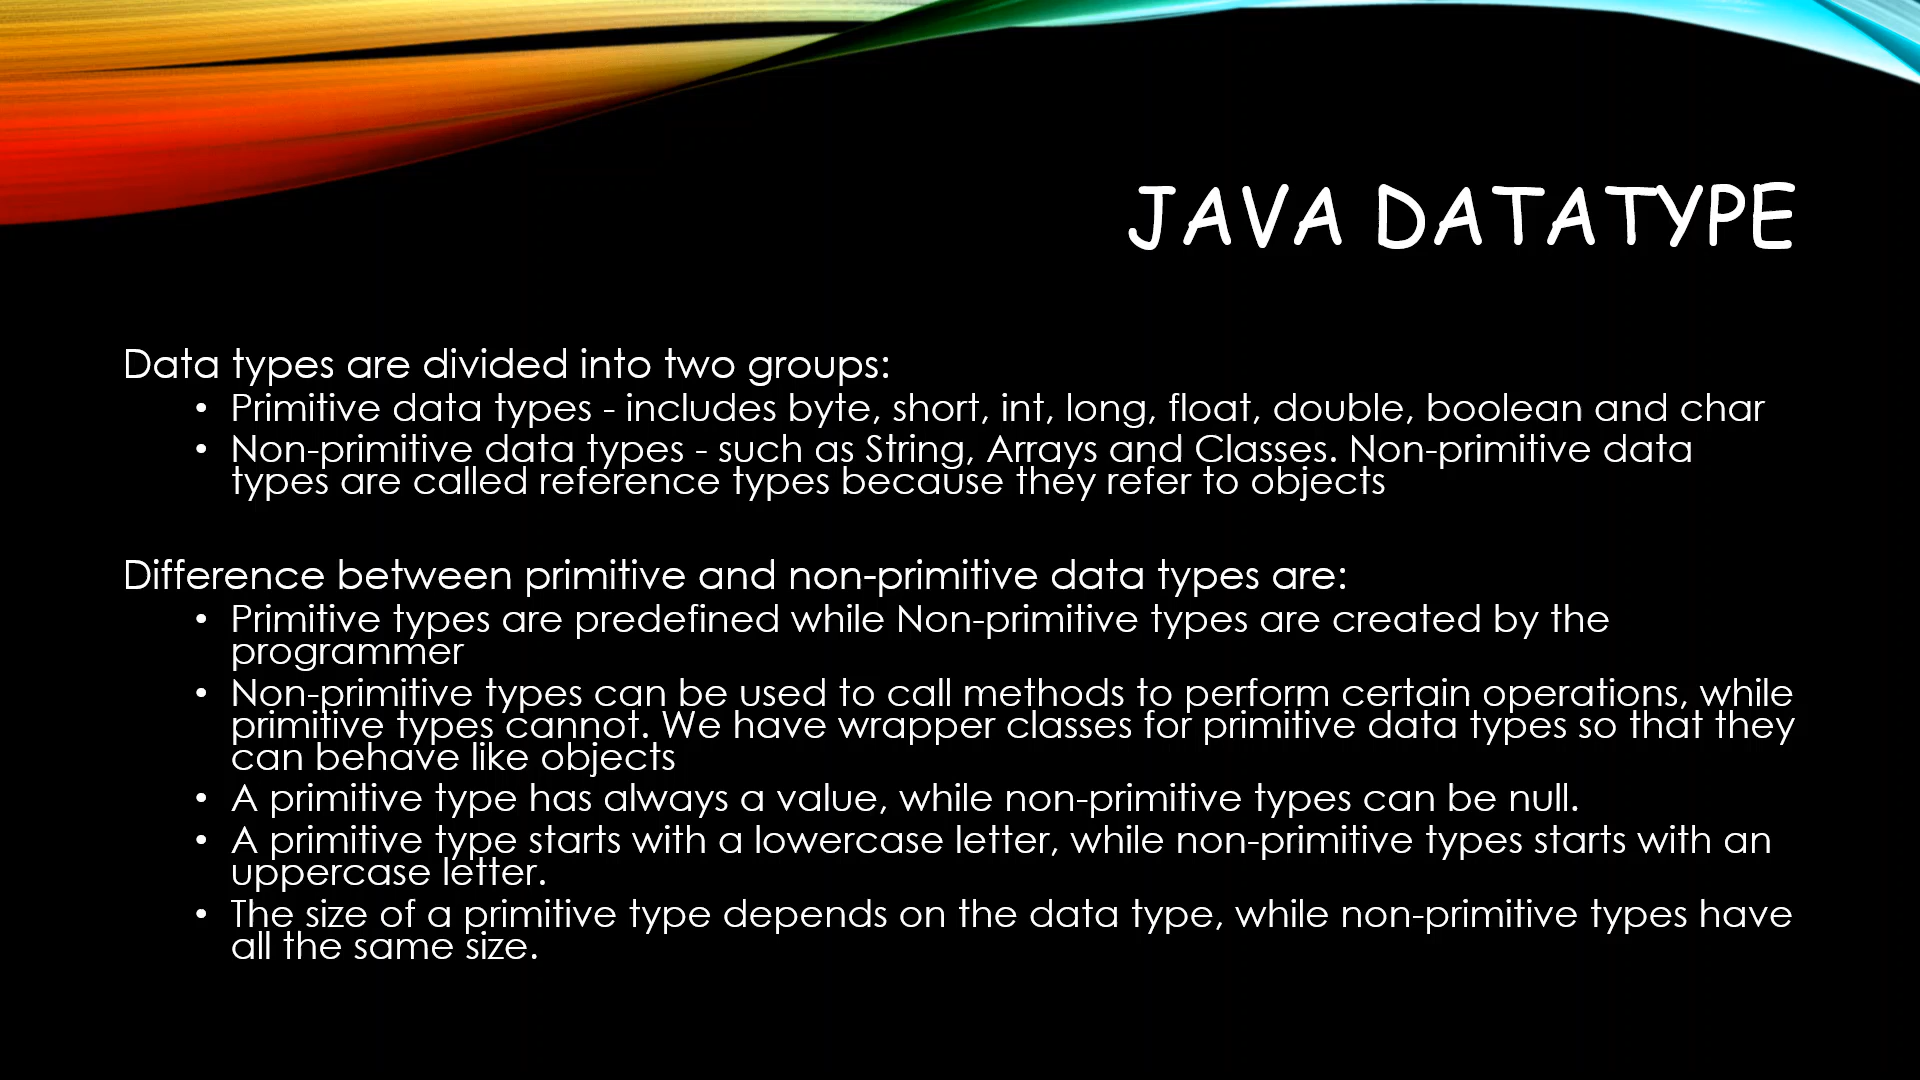 JAVA DATATYPE
Data types are divided into two groups:
• Primitive data types - includes byte, short, int, long, float, double, boolean and char
• Non-primitive data types - such as String, Arrays and Classes. Non-primitive data
types are called reference types because they refer to objects
Difference between primitive and non-primitive data types are:
• Primitive types are predefined while Non-primitive types are created by the
programmer
• Non-primitive types can be used to call methods to perform certain operations, while
primitive types cannot. We have wrapper classes for primitive data types so that they
can behave like objects
• A primitive type has always a value, while non-primitive types can be null.
• A primitive type starts with a lowercase letter, while non-primitive types starts with an
uppercase letter.
• The size of a primitive type depends on the data type, while non-primitive types have
all the same size.